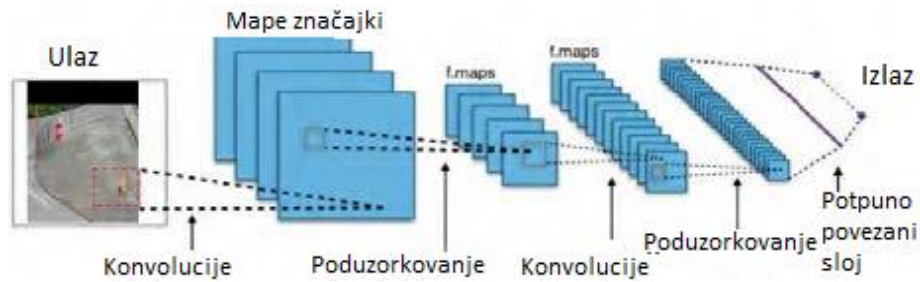 Mape značajki
Ulaz
f.maps
f.maps
Izlaz
Konvolucije
Poduzorkovanje
Konvolucije
Poduzorkovanje
Potpuno
povezani
sloj